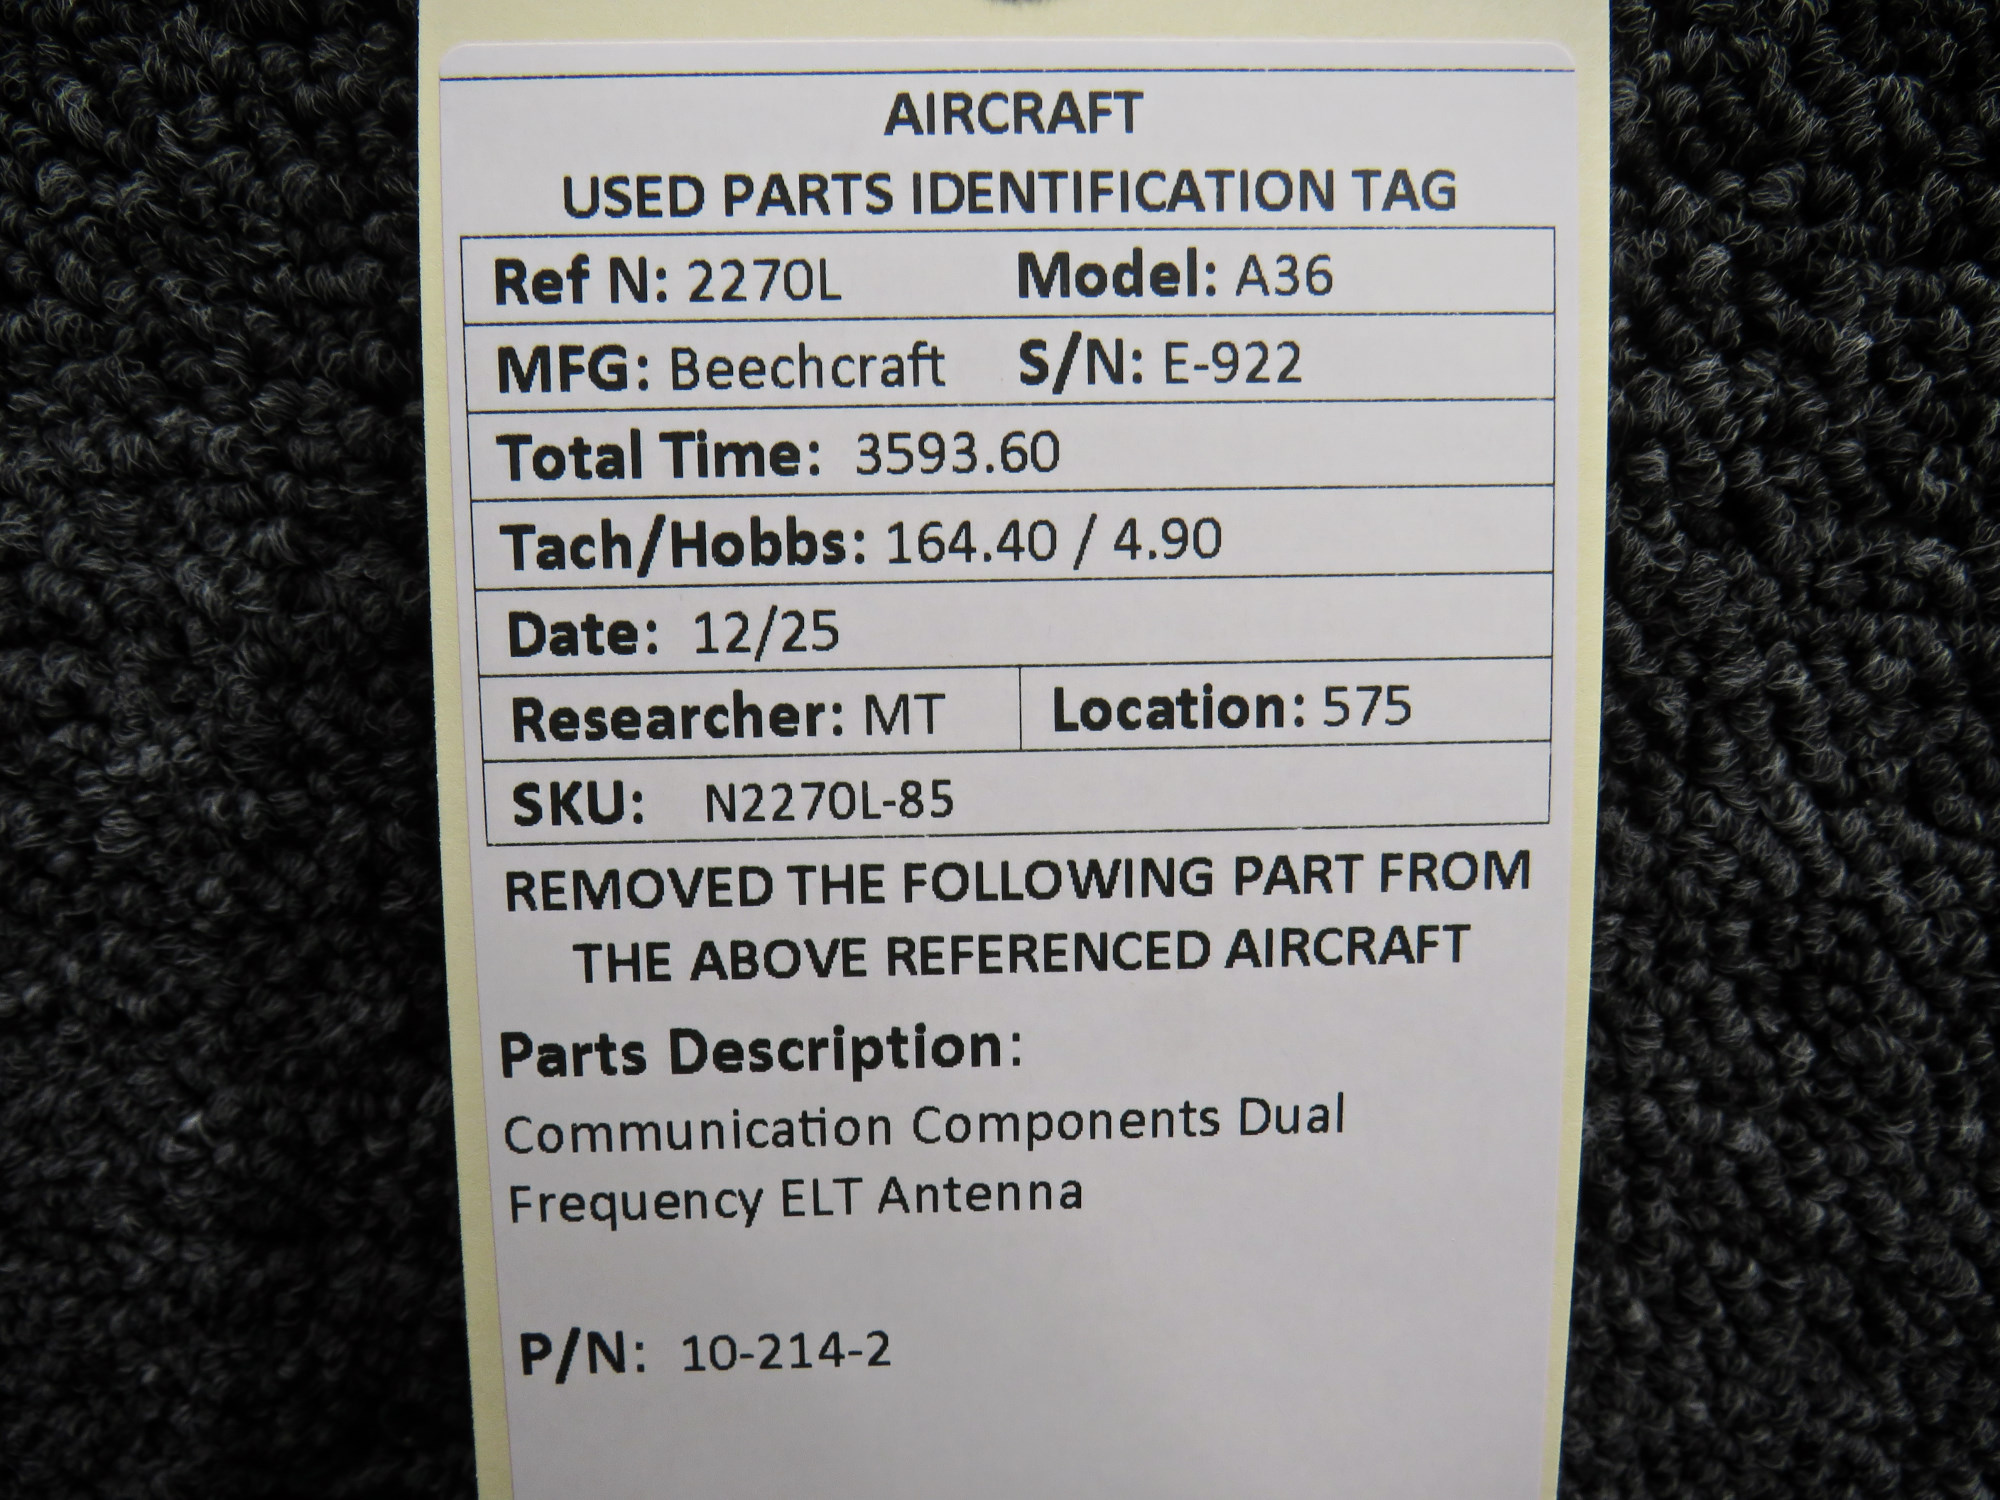 AIRCRAFT
USED PARTS IDENTIFICATION TAG
Ref N: 2270L Model: A36
MFG: Beechcraft S/N: E-922
Total Time: 3593.60
Tach/Hobbs: 164.40 / 4.90
Date: 12/25
Researcher: MT Location: 575
SKU: N2270L-85
REMOVED THE FOLLOWING PART FROM
THE ABOVE REFERENCED AIRCRAFT
Parts Description:
Communication Components Dual
Frequency ELT Antenna
P/N: 10-214-2